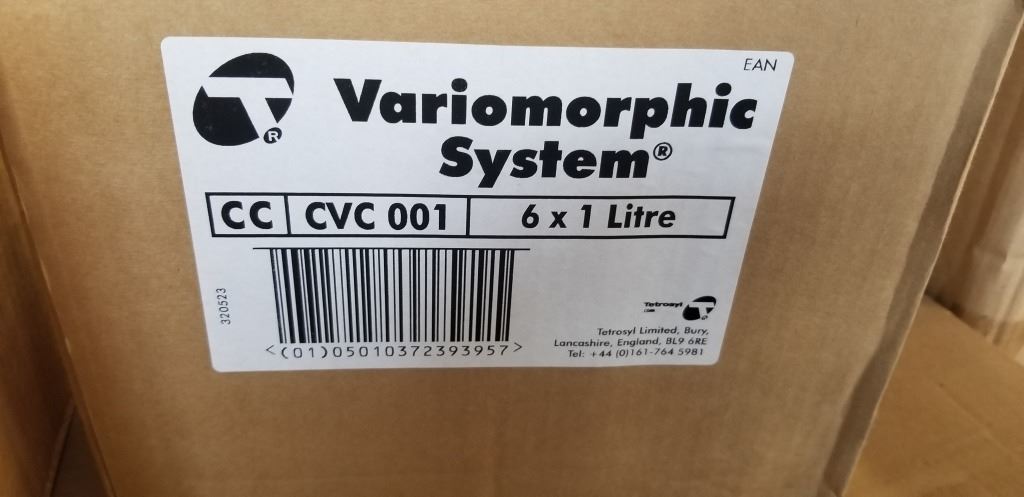 EAN
T ®
Variomorphic
System®
CC CVC 001 6 x 1 Litre
320523
<(01)05010372393957>
Tetrosyl
T ®
Tetrosyl Limited, Bury,
Lancashire, England, BL9 6RE
Tel: +44 (0)161-764 5981